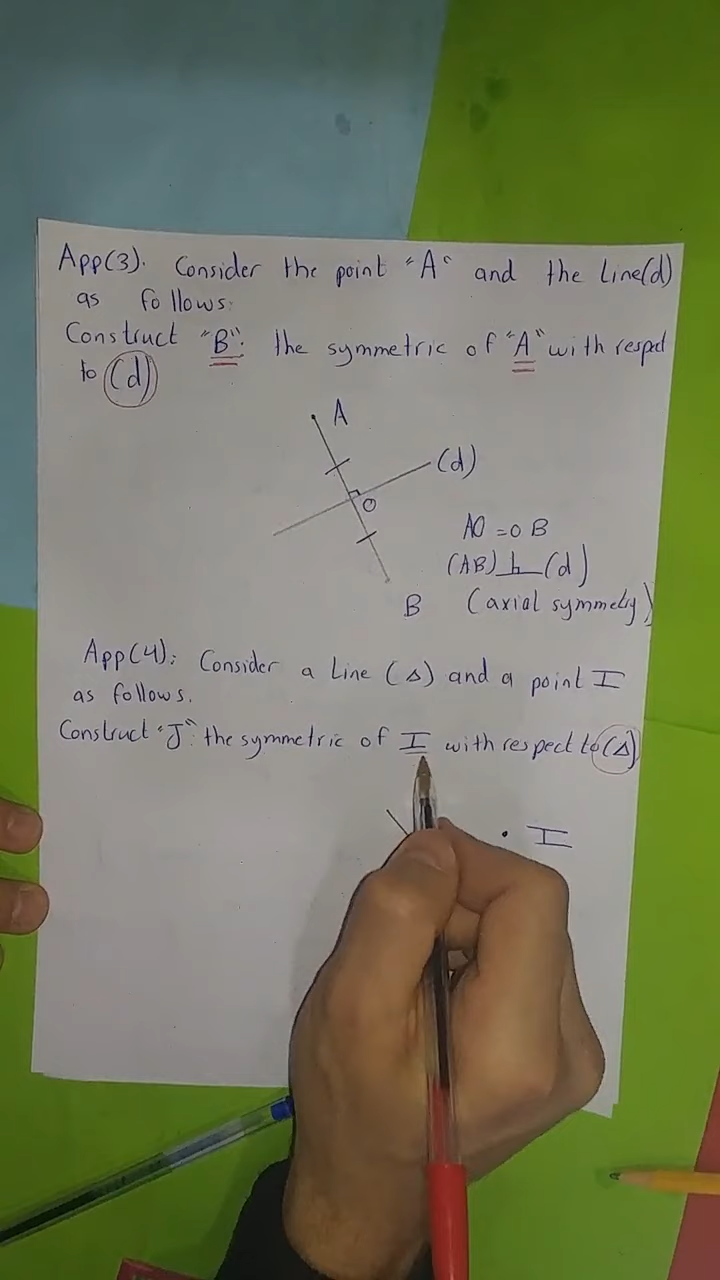 App(3). Consider the point "A" and the Line(d)
as follows:
Construct "B": the symmetric of "A" with respect
to (d)
A
(d)
O
AO = OB
(AB) ⊥ (d)
B (axial symmetry)
App(4): Consider a Line (Δ) and a point I
as follows.
Construct "J": the symmetric of I with respect to (Δ)
I